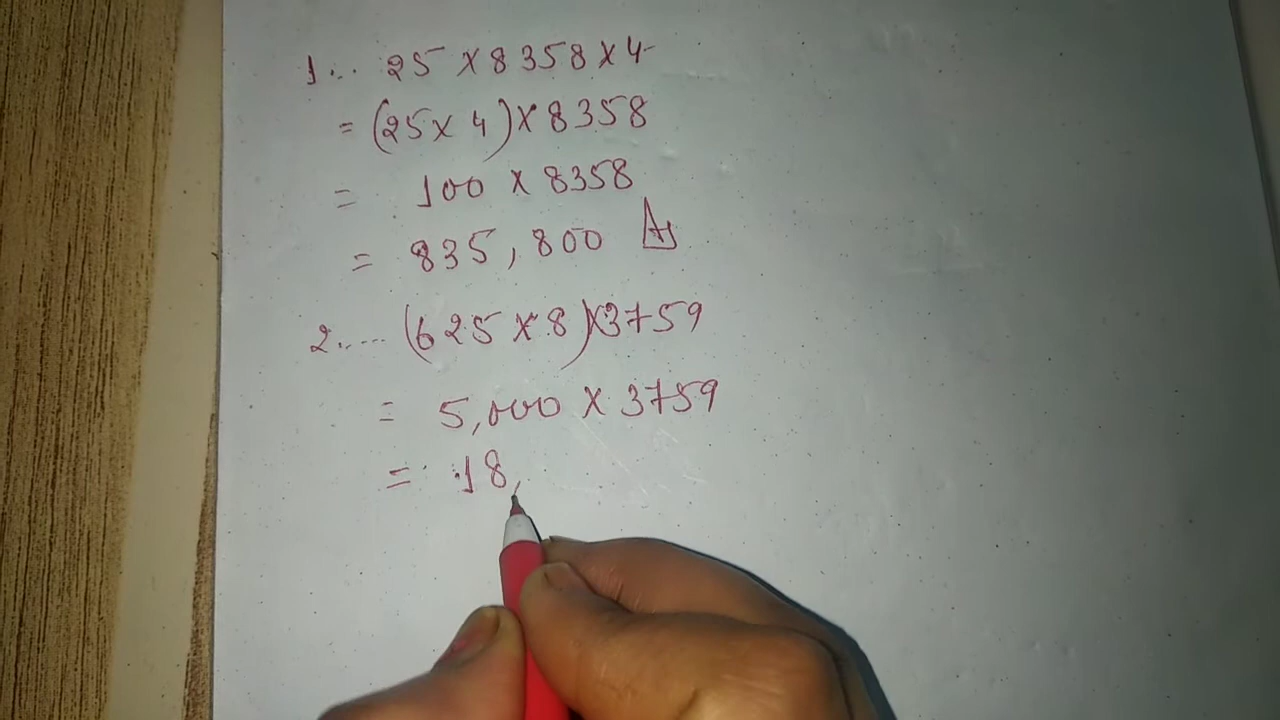 1... 25 × 8358 × 4
= (25 × 4) × 8358
= 100 × 8358
= 835,800
2..... (625 × 8) × 3759
= 5,000 × 3759
= 18,